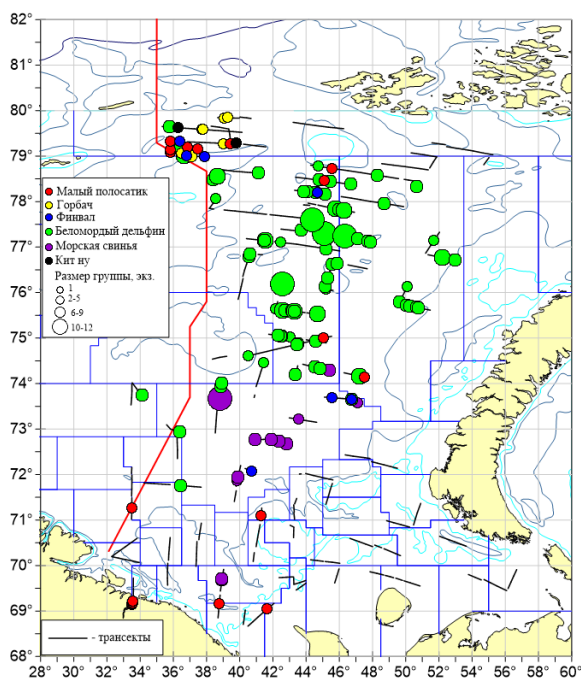 82°
81°
80°
79°
78°
77°
76°
75°
74°
73°
72°
71°
70°
69°
68°
Малый полосатик
Горбач
Финвал
Беломордый дельфин
Морская свинья
Кит ну
Размер группы, экз.
1
2-5
6-9
10-12
- трансекты
28° 30° 32° 34° 36° 38° 40° 42° 44° 46° 48° 50° 52° 54° 56° 58° 60°